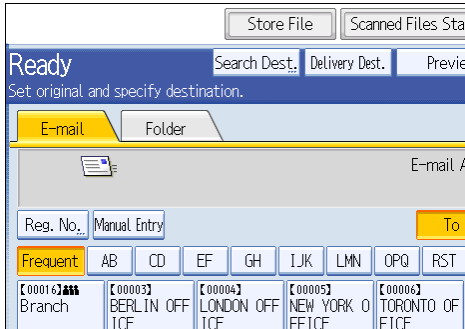 Store File Scanned Files Sta
Ready Search Dest. Delivery Dest. Previe
Set original and specify destination.
E-mail Folder
E-mail A
Reg. No. Manual Entry To
Frequent AB CD EF GH IJK LMN OPQ RST
[00016] [00003] [00004] [00005] [00006]
Branch BERLIN OFF LONDON OFF NEW YORK O TORONTO OF
ICE ICE FFICE FICE